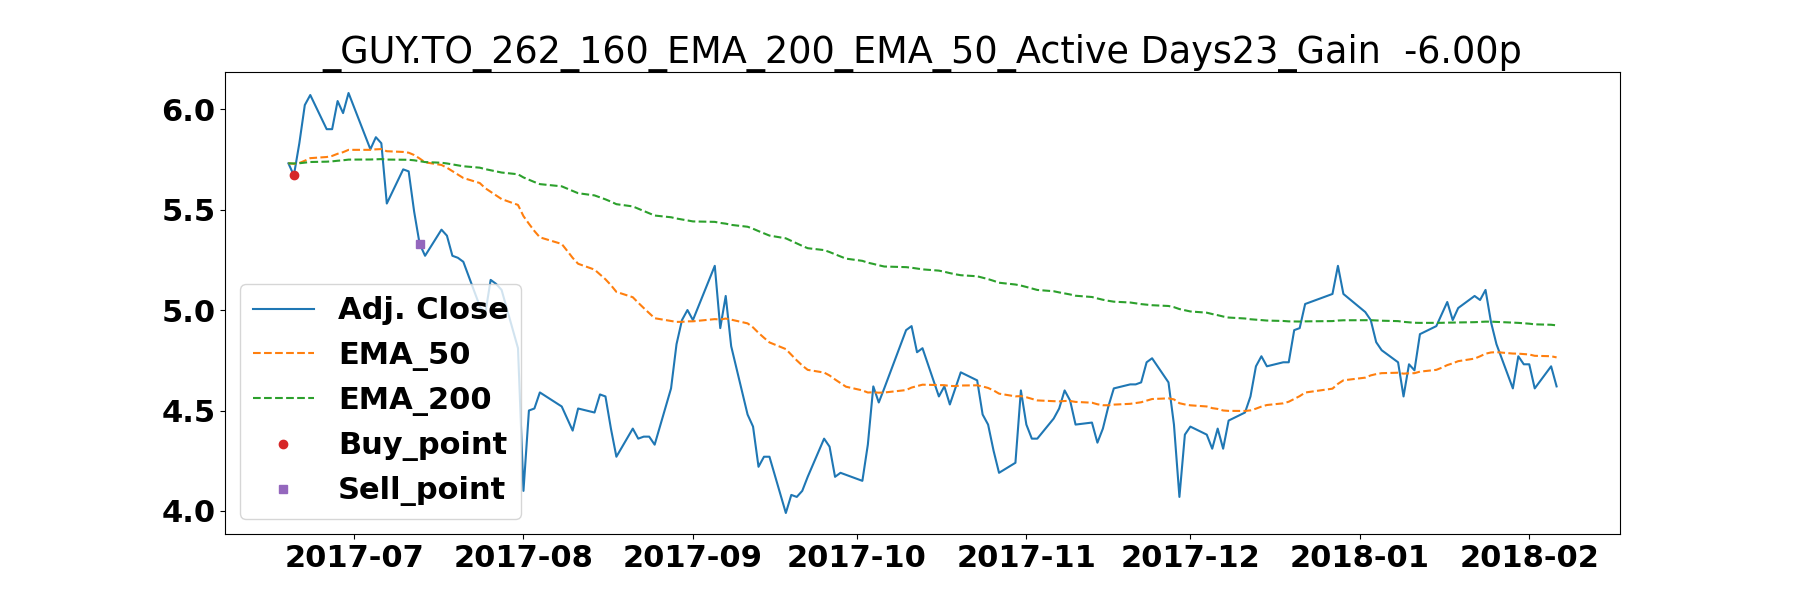 _GUY.TO_262_160_EMA_200_EMA_50_Active Days23_Gain  -6.00p
6.0
5.5
5.0
4.5
4.0
Adj. Close
EMA_50
EMA_200
Buy_point
Sell_point
2017-07 2017-08 2017-09 2017-10 2017-11 2017-12 2018-01 2018-02